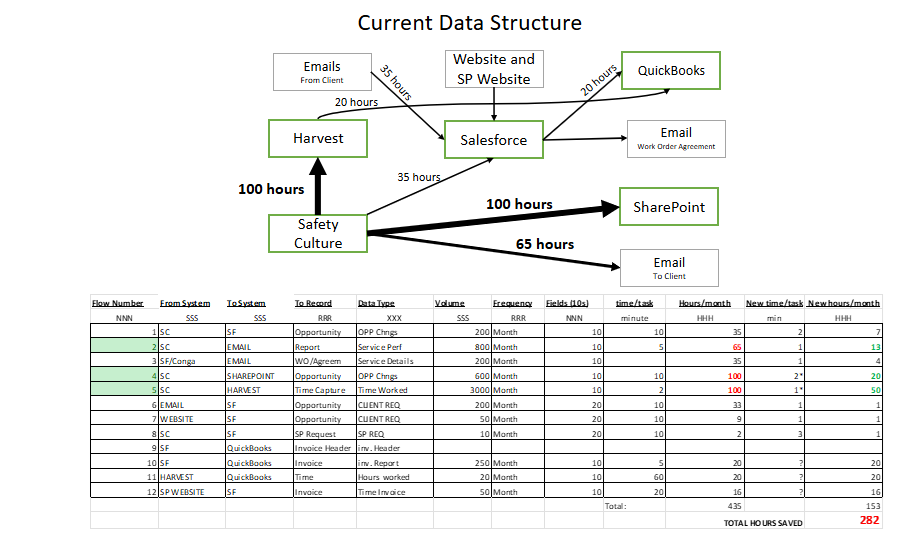 Current Data Structure
Emails
From Client
Website and
SP Website
QuickBooks
35 hours
20 hours
20 hours
Harvest
Salesforce
Email
Work Order Agreement
35 hours
100 hours
100 hours
SharePoint
Safety
Culture
65 hours
Email
To Client
Flow Number From System To System To Record Data Type Volume Frequency Fields (10s) time/task Hours/month New time/task New hours/month
NNN SSS SSS RRR XXX SSS RRR NNN minute HHH min HHH
1 SC SF Opportunity OPP Chngs 200 Month 10 10 35 2 7
2 SC EMAIL Report Service Perf 800 Month 10 5 65 1 13
3 SF/Conga EMAIL WO/Agreem Service Details 200 Month 10 35 1 4
4 SC SHAREPOINT Opportunity OPP Chngs 600 Month 10 10 100 2* 20
5 SC HARVEST Time Capture Time Worked 3000 Month 10 2 100 1* 50
6 EMAIL SF Opportunity CLIENT REQ 200 Month 20 10 33 1 1
7 WEBSITE SF Opportunity CLIENT REQ 50 Month 20 10 9 1 1
8 SC SF SP Request SP REQ 10 Month 20 10 2 3 1
9 SF QuickBooks Invoice Header inv. Header
10 SF QuickBooks Invoice inv. Report 250 Month 10 5 20 ? 20
11 HARVEST QuickBooks Time Hours worked 20 Month 10 60 20 ? 20
12 SP WEBSITE SF Invoice Time Invoice 50 Month 10 20 16 ? 16
Total: 435 153
TOTAL HOURS SAVED 282